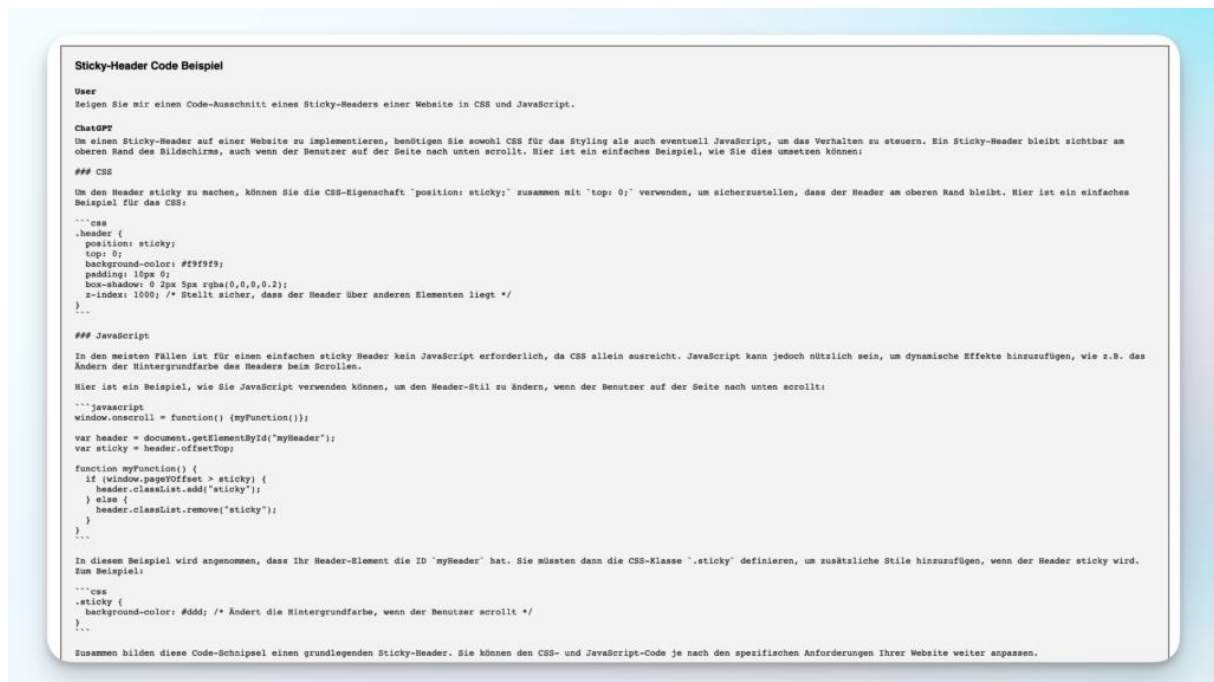 Sticky-Header Code Beispiel
User
Zeigen Sie mir einen Code-Ausschnitt eines Sticky-Headers einer Website in CSS und JavaScript.
ChatGPT
Um einen Sticky-Header auf einer Website zu implementieren, benötigen Sie sowohl CSS für das Styling als auch eventuell JavaScript, um das Verhalten zu steuern. Ein Sticky-Header bleibt sichtbar am
oberen Rand des Bildschirms, auch wenn der Benutzer auf der Seite nach unten scrollt. Hier ist ein einfaches Beispiel, wie Sie dies umsetzen können:
### CSS
Um den Header sticky zu machen, können Sie die CSS-Eigenschaft `position: sticky;` zusammen mit `top: 0;` verwenden, um sicherzustellen, dass der Header am oberen Rand bleibt. Hier ist ein einfaches
Beispiel für das CSS:
```css
.header {
  position: sticky;
  top: 0;
  background-color: #f9f9f9;
  padding: 10px 0;
  box-shadow: 0 2px 5px rgba(0,0,0,0.2);
  z-index: 1000; /* Stellt sicher, dass der Header über anderen Elementen liegt */
}
```
### JavaScript
In den meisten Fällen ist für einen einfachen sticky Header kein JavaScript erforderlich, da CSS allein ausreicht. JavaScript kann jedoch nützlich sein, um dynamische Effekte hinzuzufügen, wie z.B. das
Ändern der Hintergrundfarbe des Headers beim Scrollen.
Hier ist ein Beispiel, wie Sie JavaScript verwenden können, um den Header-Stil zu ändern, wenn der Benutzer auf der Seite nach unten scrollt:
```javascript
window.onscroll = function() {myFunction()};
var header = document.getElementById("myHeader");
var sticky = header.offsetTop;
function myFunction() {
  if (window.pageYOffset > sticky) {
    header.classList.add("sticky");
  } else {
    header.classList.remove("sticky");
  }
}
```
In diesem Beispiel wird angenommen, dass Ihr Header-Element die ID `myHeader` hat. Sie müssten dann die CSS-Klasse `.sticky` definieren, um zusätzliche Stile hinzuzufügen, wenn der Header sticky wird.
Zum Beispiel:
```css
.sticky {
  background-color: #ddd; /* Ändert die Hintergrundfarbe, wenn der Benutzer scrollt */
}
```
Zusammen bilden diese Code-Schnipsel einen grundlegenden Sticky-Header. Sie können den CSS- und JavaScript-Code je nach den spezifischen Anforderungen Ihrer Website weiter anpassen.